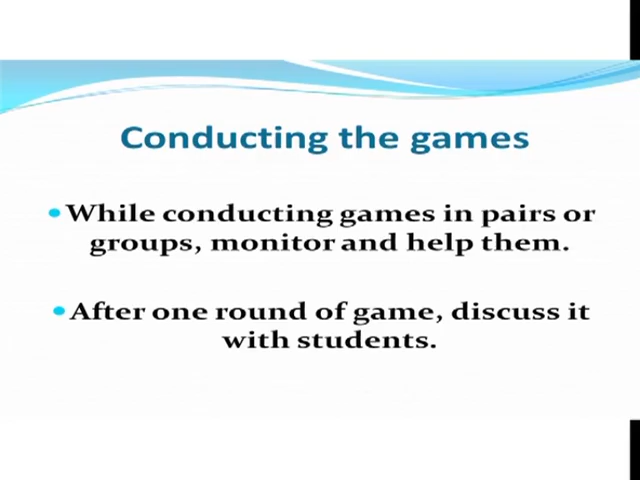 Conducting the games
•While conducting games in pairs or
groups, monitor and help them.
•After one round of game, discuss it
with students.